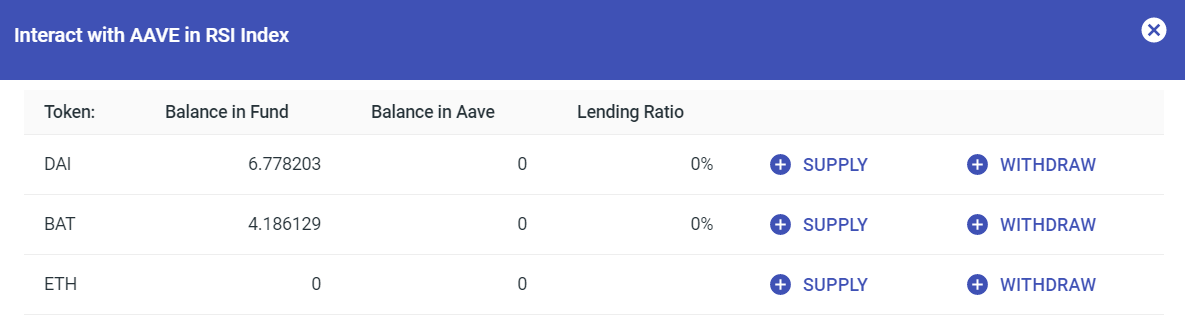 Interact with AAVE in RSI Index
Token: Balance in Fund Balance in Aave Lending Ratio
DAI 6.778203 0 0% SUPPLY WITHDRAW
BAT 4.186129 0 0% SUPPLY WITHDRAW
ETH 0 0 SUPPLY WITHDRAW